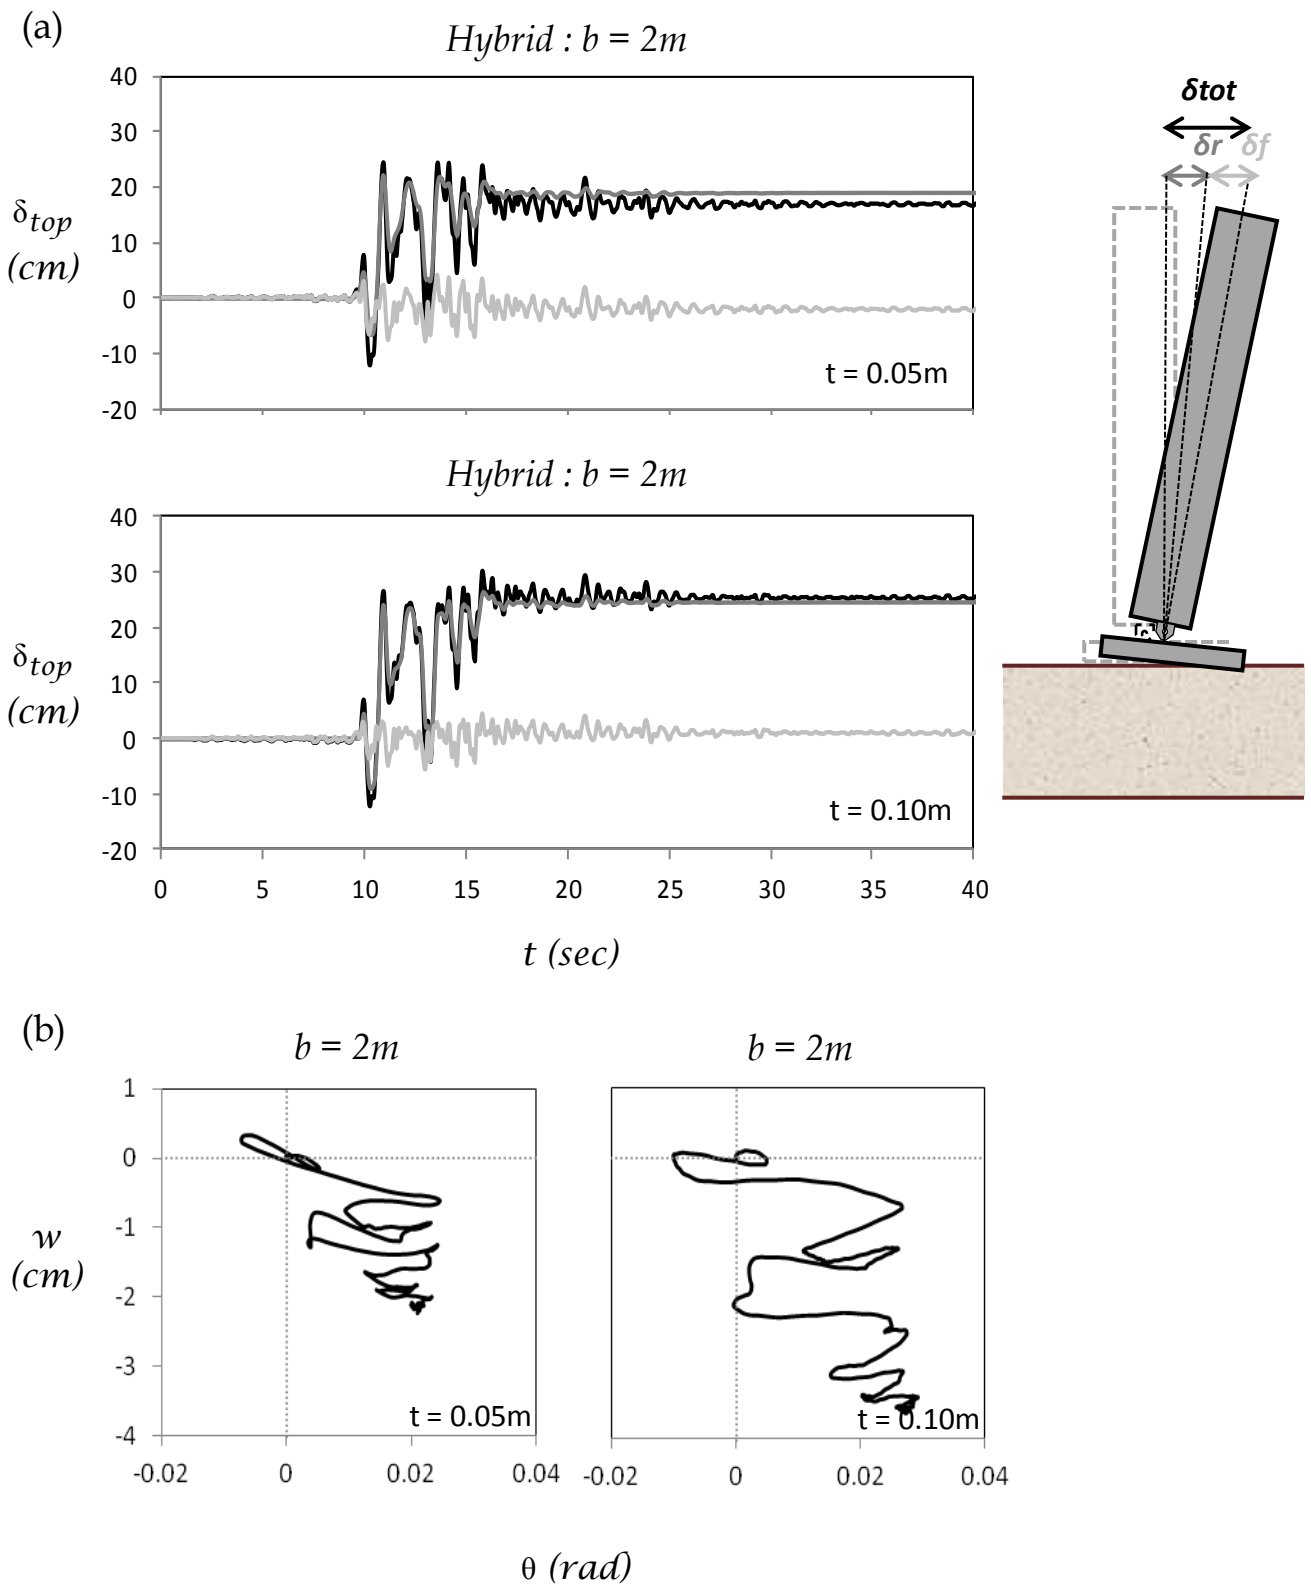 (a)
Hybrid : b = 2m
40
30
20
10
0
-10
-20
δtop
(cm)
t = 0.05m
δtot
δr
δf
Hybrid : b = 2m
40
30
20
10
0
-10
-20
δtop
(cm)
t = 0.10m
0 5 10 15 20 25 30 35 40
t (sec)
(b)
b = 2m
b = 2m
1
0
-1
-2
-3
-4
w
(cm)
t = 0.05m
t = 0.10m
-0.02 0 0.02 0.04
-0.02 0 0.02 0.04
θ (rad)